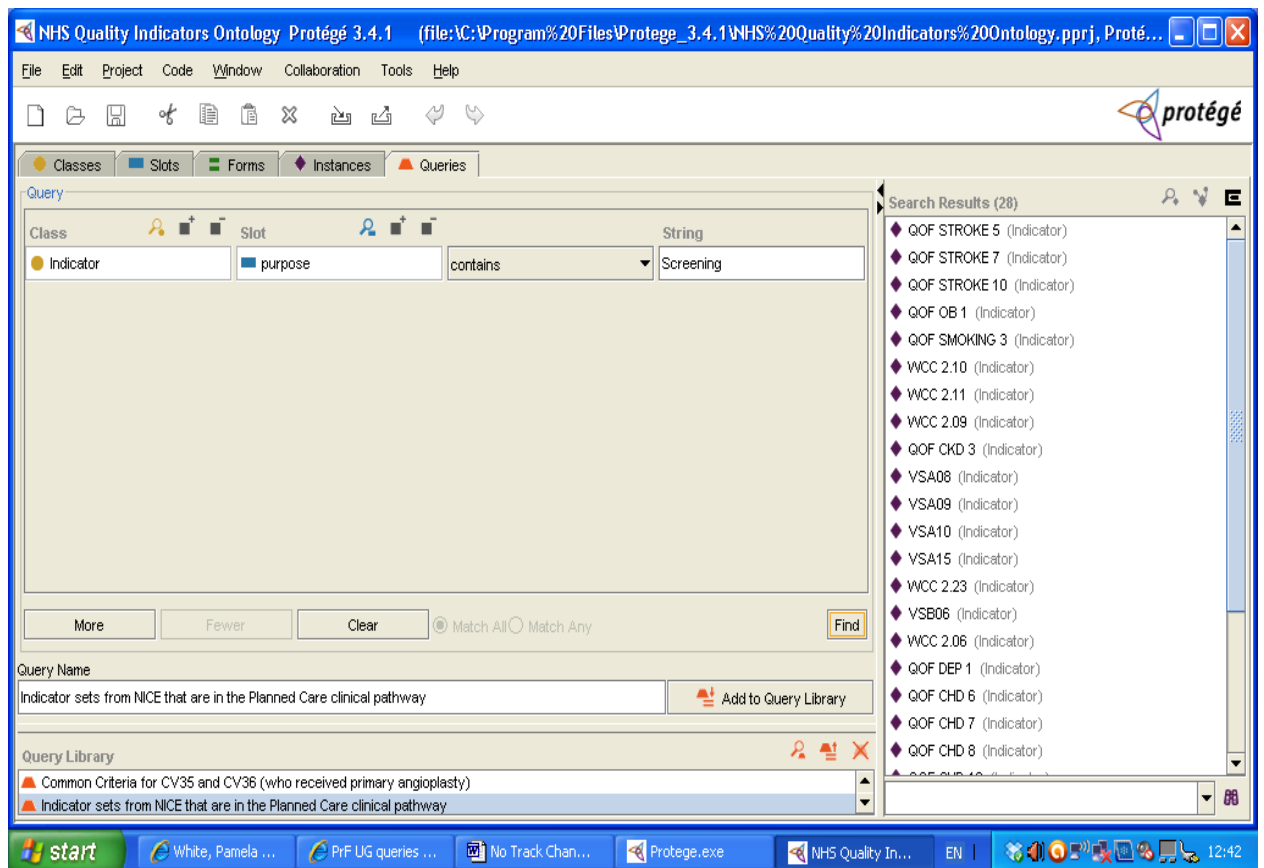 NHS Quality Indicators Ontology Protégé 3.4.1 (file:\C:\Program%20Files\Protege_3.4.1\NHS%20Quality%20Indicators%20Ontology.pprj, Proté...
File Edit Project Code Window Collaboration Tools Help
protégé
Classes Slots Forms Instances Queries
Query
Class Slot String
Indicator purpose contains Screening
More Fewer Clear Match All Match Any Find
Query Name
Indicator sets from NICE that are in the Planned Care clinical pathway Add to Query Library
Query Library
Common Criteria for CV35 and CV36 (who received primary angioplasty)
Indicator sets from NICE that are in the Planned Care clinical pathway
Search Results (28)
QOF STROKE 5 (Indicator)
QOF STROKE 7 (Indicator)
QOF STROKE 10 (Indicator)
QOF OB 1 (Indicator)
QOF SMOKING 3 (Indicator)
WCC 2.10 (Indicator)
WCC 2.11 (Indicator)
WCC 2.09 (Indicator)
QOF CKD 3 (Indicator)
VSA08 (Indicator)
VSA09 (Indicator)
VSA10 (Indicator)
VSA15 (Indicator)
WCC 2.23 (Indicator)
VSB06 (Indicator)
WCC 2.06 (Indicator)
QOF DEP 1 (Indicator)
QOF CHD 6 (Indicator)
QOF CHD 7 (Indicator)
QOF CHD 8 (Indicator)
start White, Pamela ... PrF UG queries ... No Track Chan... Protege.exe NHS Quality In... EN 12:42